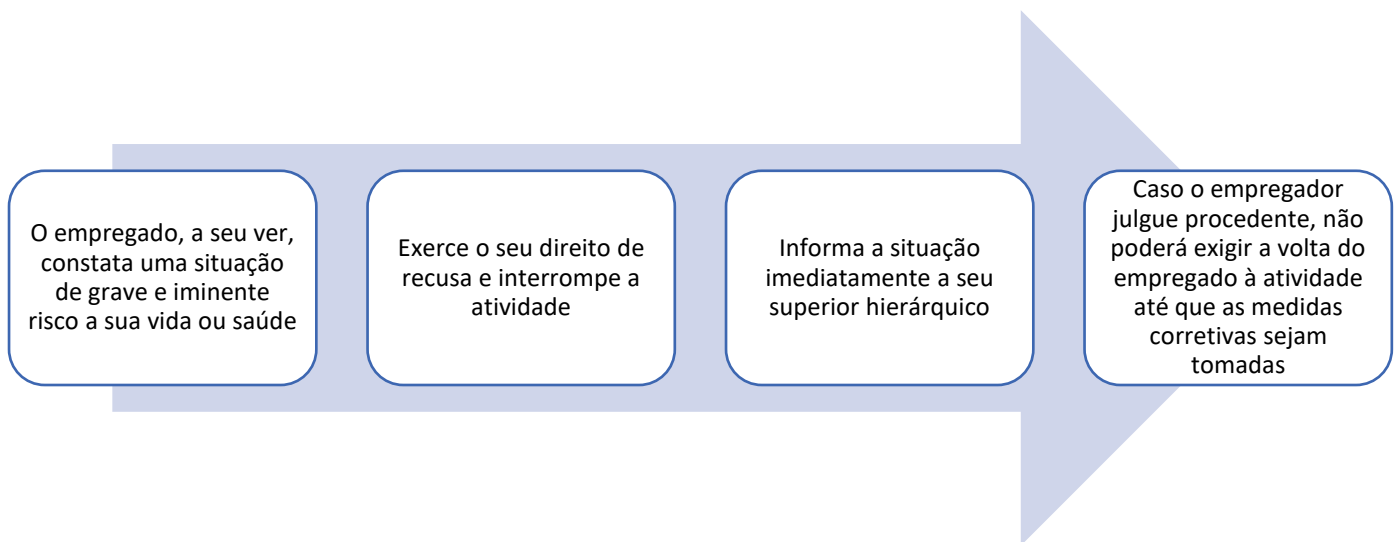 O empregado, a seu ver,
constata uma situação
de grave e iminente
risco a sua vida ou saúde
Exerce o seu direito de
recusa e interrompe a
atividade
Informa a situação
imediatamente a seu
superior hierárquico
Caso o empregador
julgue procedente, não
poderá exigir a volta do
empregado à atividade
até que as medidas
corretivas sejam
tomadas